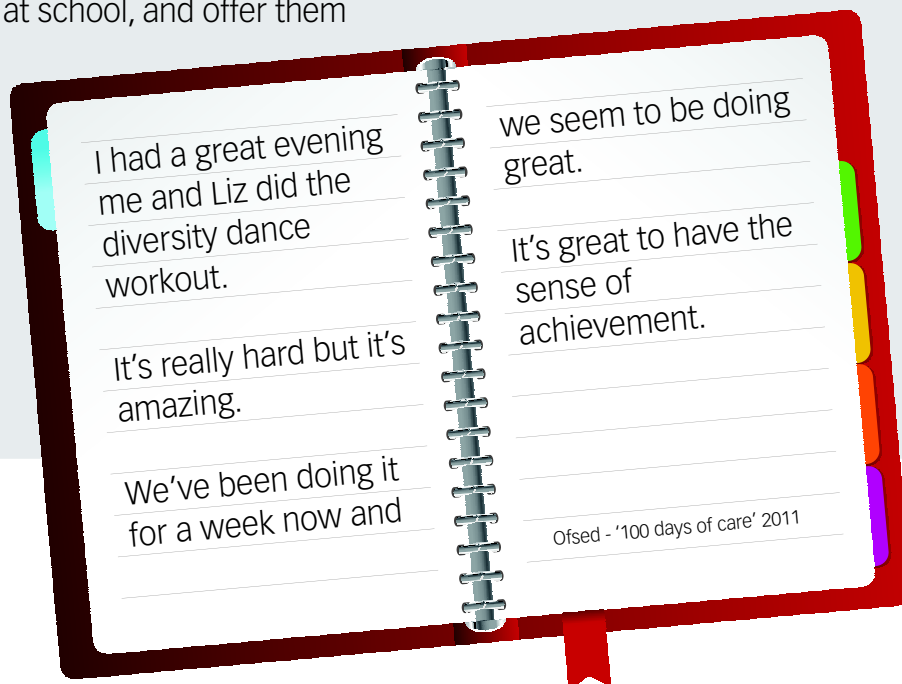 at school, and offer them
I had a great evening
me and Liz did the
diversity dance
workout.
It's really hard but it's
amazing.
We've been doing it
for a week now and
we seem to be doing
great.
It's great to have the
sense of
achievement.
Ofsed - '100 days of care' 2011